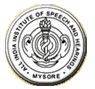 ALL INDIA INSTITUTE OF SPEECH AND HEARING
MYSORE